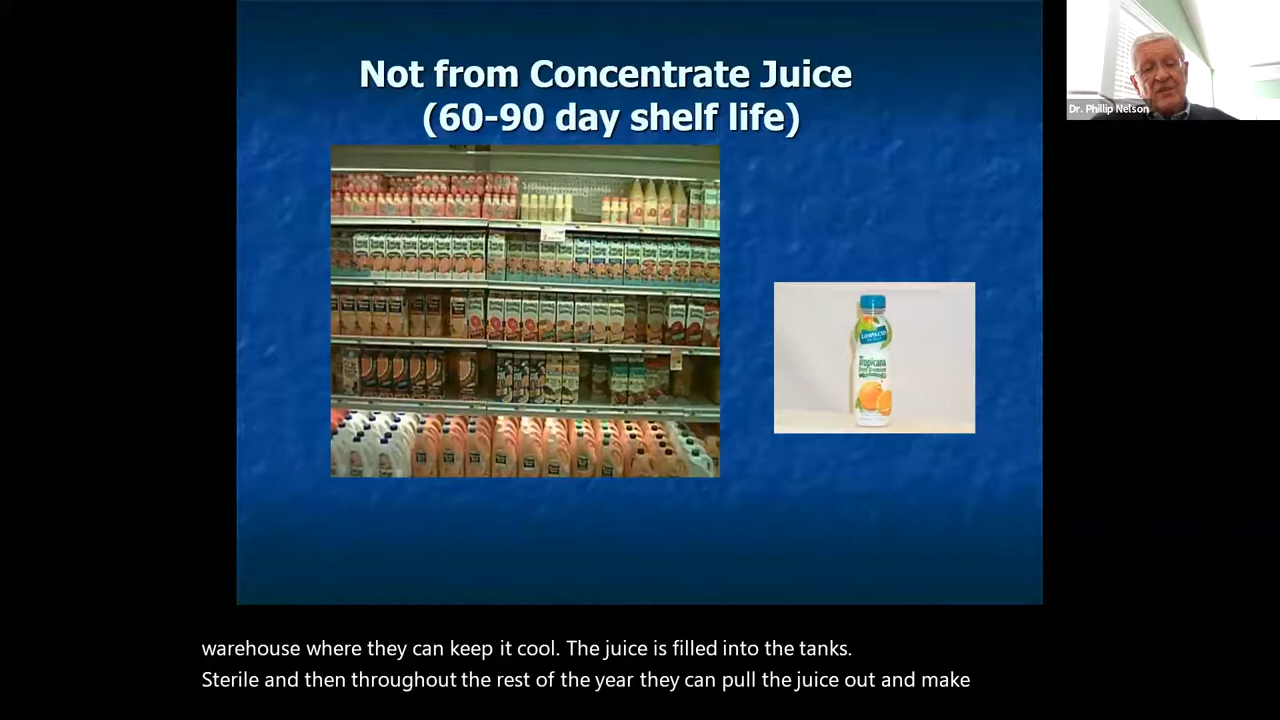 Not from Concentrate Juice
(60-90 day shelf life)
Dr. Phillip Nelson
Tropicana
warehouse where they can keep it cool. The juice is filled into the tanks.
Sterile and then throughout the rest of the year they can pull the juice out and make